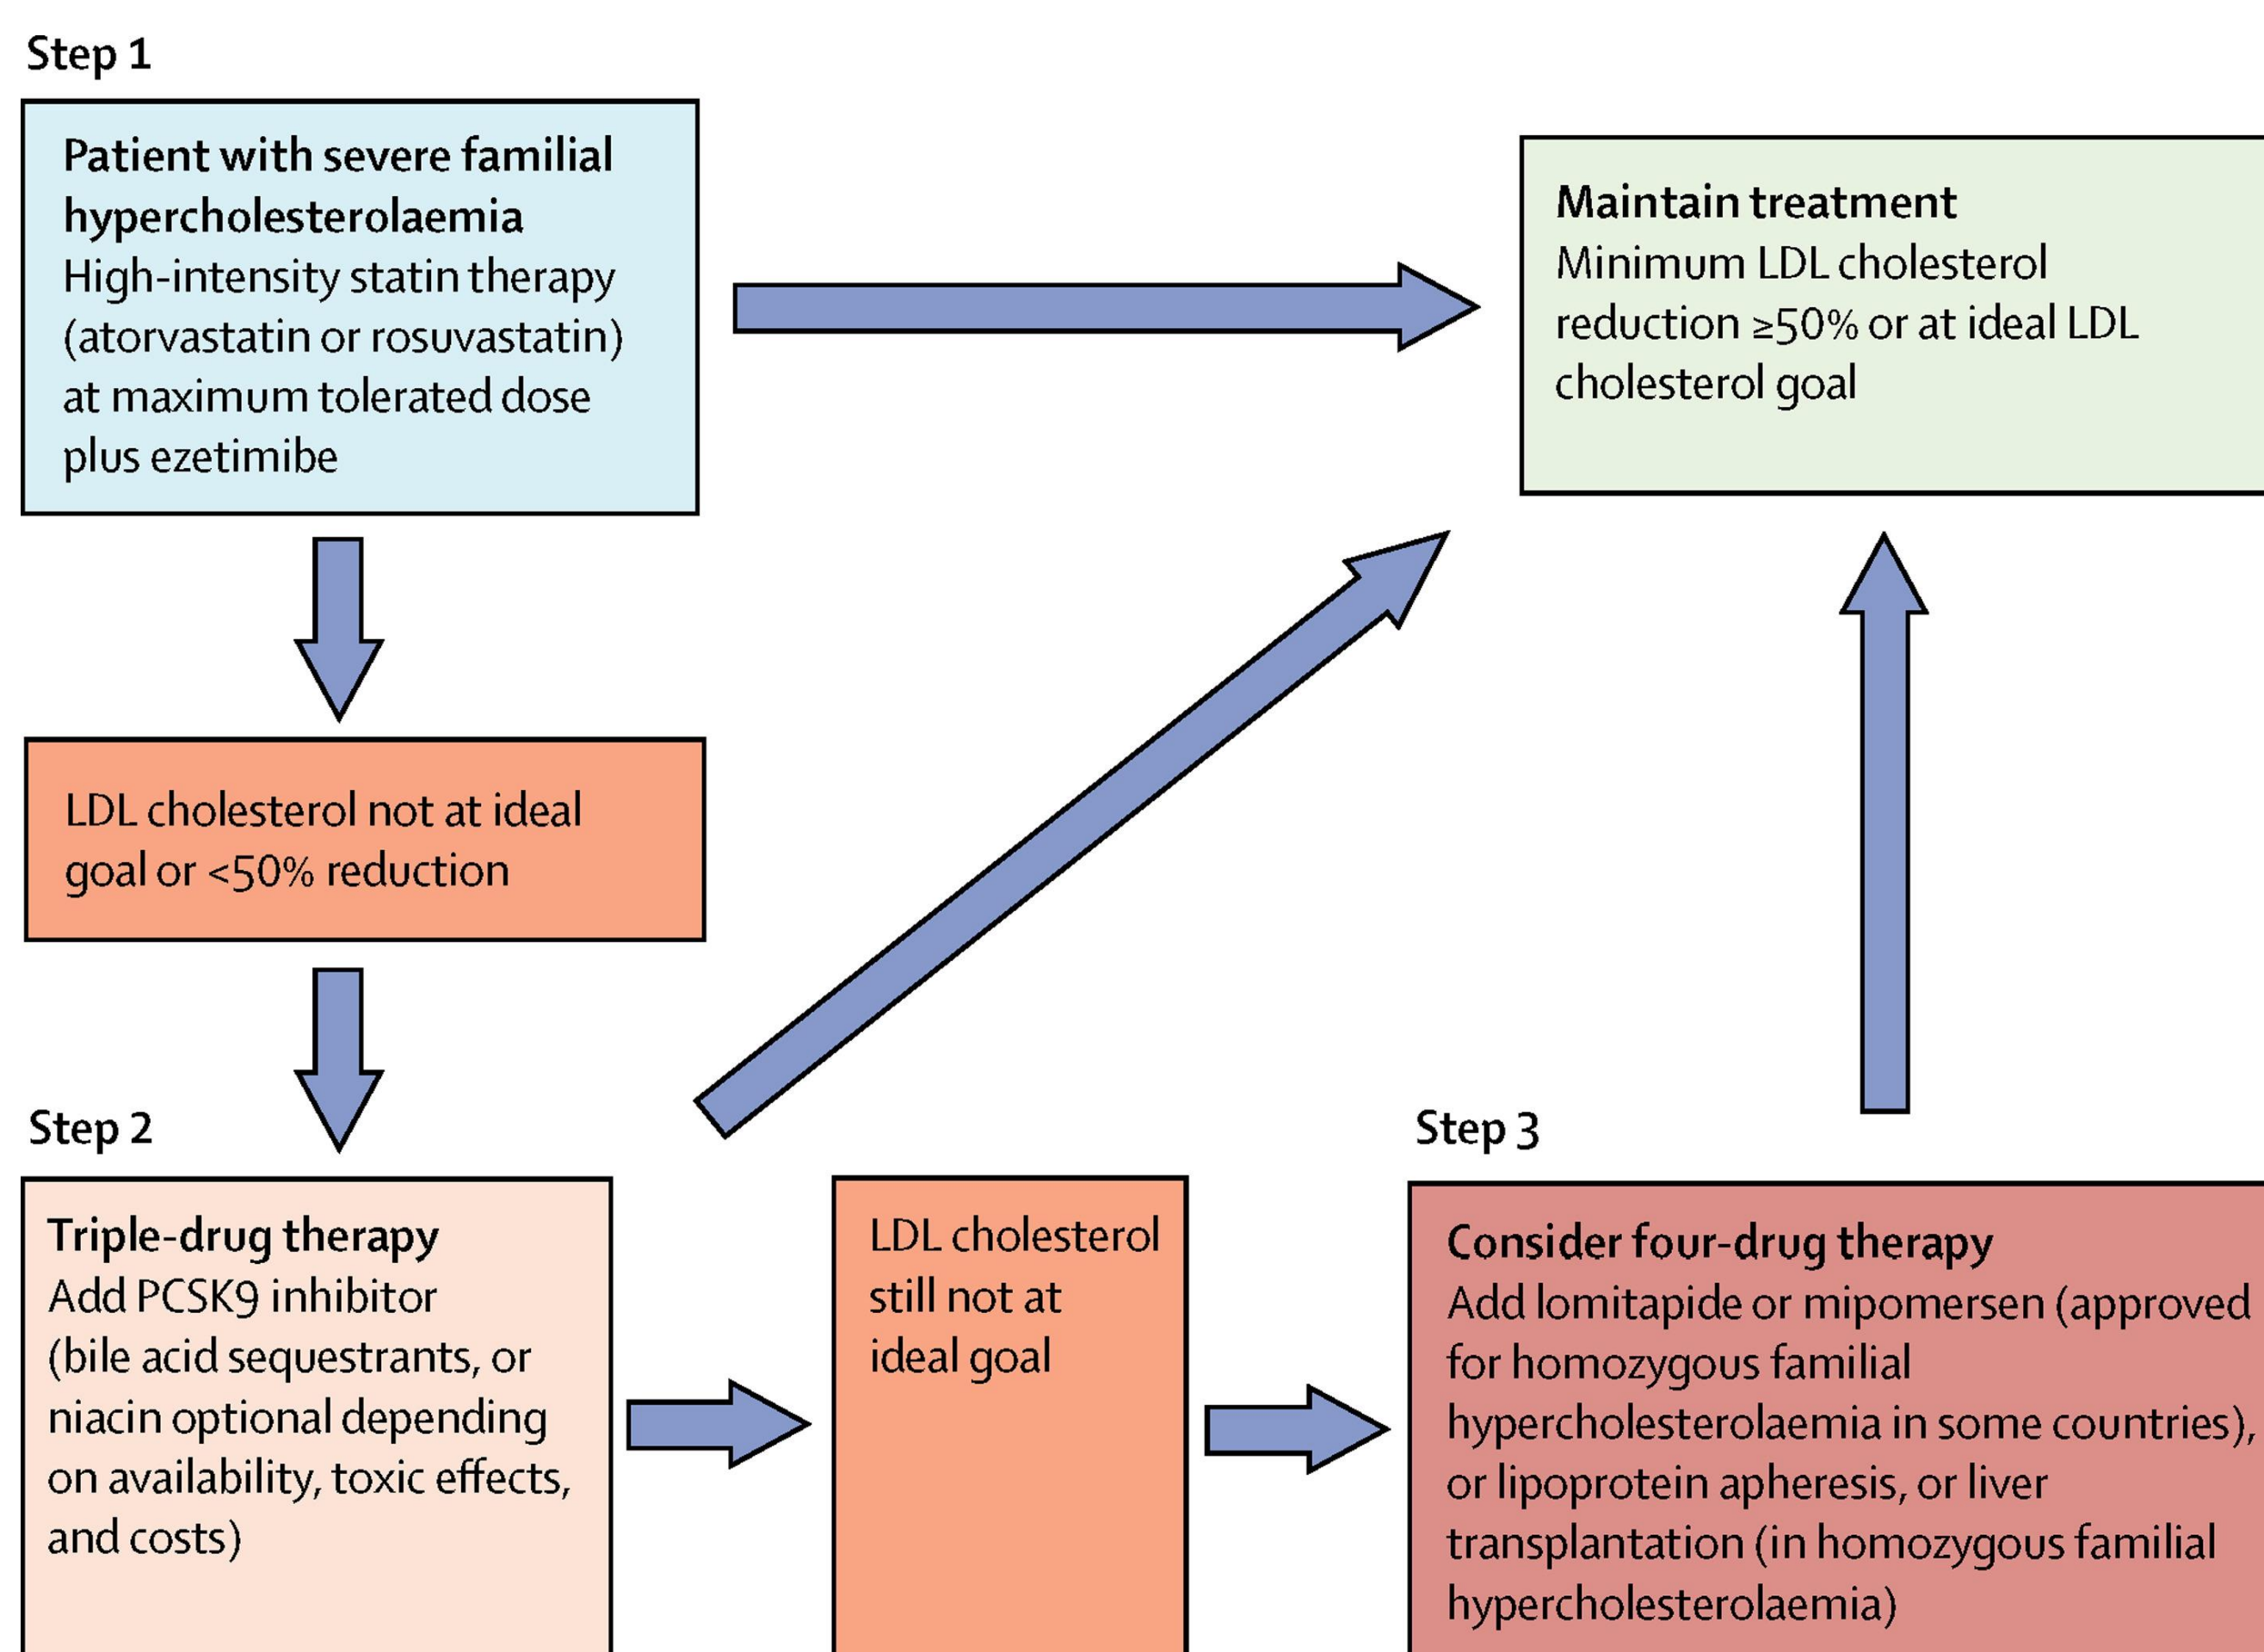 Step 1
Patient with severe familial
hypercholesterolaemia
High-intensity statin therapy
(atorvastatin or rosuvastatin)
at maximum tolerated dose
plus ezetimibe
Maintain treatment
Minimum LDL cholesterol
reduction ≥50% or at ideal LDL
cholesterol goal
LDL cholesterol not at ideal
goal or <50% reduction
Step 2
Triple-drug therapy
Add PCSK9 inhibitor
(bile acid sequestrants, or
niacin optional depending
on availability, toxic effects,
and costs)
LDL cholesterol
still not at
ideal goal
Step 3
Consider four-drug therapy
Add lomitapide or mipomersen (approved
for homozygous familial
hypercholesterolaemia in some countries),
or lipoprotein apheresis, or liver
transplantation (in homozygous familial
hypercholesterolaemia)